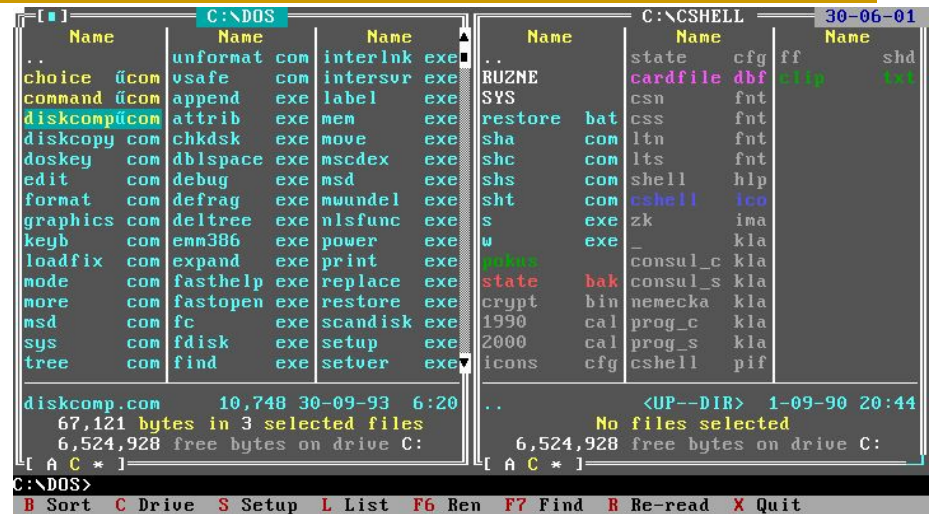 [■] C:\DOS C:\CSHELL 30-06-01
Name Name Name Name Name Name
.. unformat com interlnk exe .. state cfg ff shd
choice űcom vsafe com intersvr exe RUZNE cardfile dbf clip txt
command űcom append exe label exe SYS csn fnt
diskcompűcom attrib exe mem exe restore bat css fnt
diskcopy com chkdsk exe move exe sha com ltn fnt
doskey com dblspace exe mscdex exe shc com lts fnt
edit com debug exe msd exe shs com shell hlp
format com defrag exe mwundel exe sht com cshell ico
graphics com deltree exe nlsfunc exe s exe zk ima
keyb com emm386 exe power exe w exe _ kla
loadfix com expand exe print exe pokus consul_c kla
mode com fasthelp exe replace exe state bak consul_s kla
more com fastopen exe restore exe crypt bin nemecka kla
msd com fc exe scandisk exe 1990 cal prog_c kla
sys com fdisk exe setup exe 2000 cal prog_s kla
tree com find exe setver exe icons cfg cshell pif
diskcomp.com 10,748 30-09-93 6:20 .. <UP--DIR> 1-09-90 20:44
67,121 bytes in 3 selected files No files selected
6,524,928 free bytes on drive C: 6,524,928 free bytes on drive C:
[ A C * ] [ A C * ]
C:\DOS>
B Sort C Drive S Setup L List F6 Ren F7 Find R Re-read X Quit